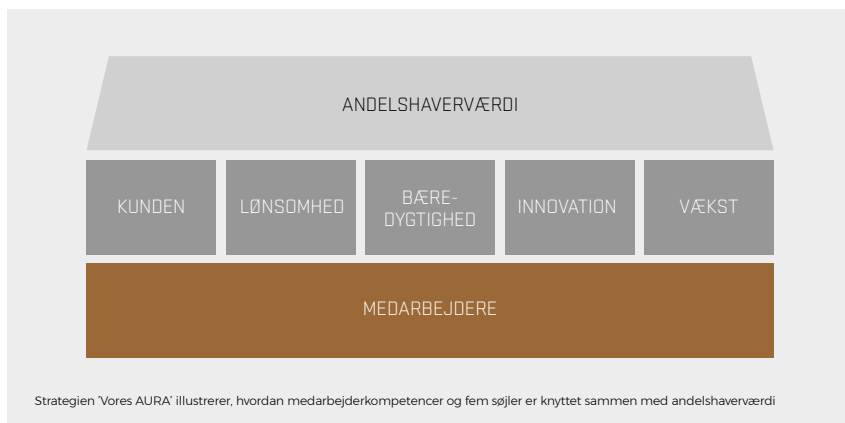 ANDELSHAVERVÆRDI
KUNDEN
LØNSOMHED
BÆRE-
DYGTIGHED
INNOVATION
VÆKST
MEDARBEJDERE
Strategien 'Vores AURA' illustrerer, hvordan medarbejderkompetencer og fem søjler er knyttet sammen med andelshaverværdi